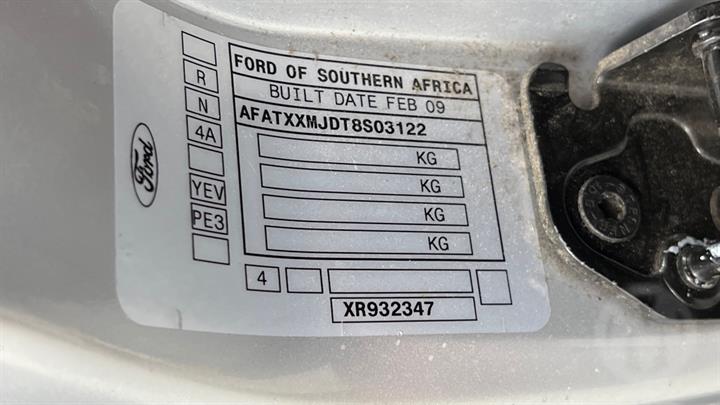 Ford
R
N
4A
YEV
PE3
FORD OF SOUTHERN AFRICA
BUILT DATE FEB 09
AFATXXMJDT8S03122
KG
KG
KG
KG
4
XR932347